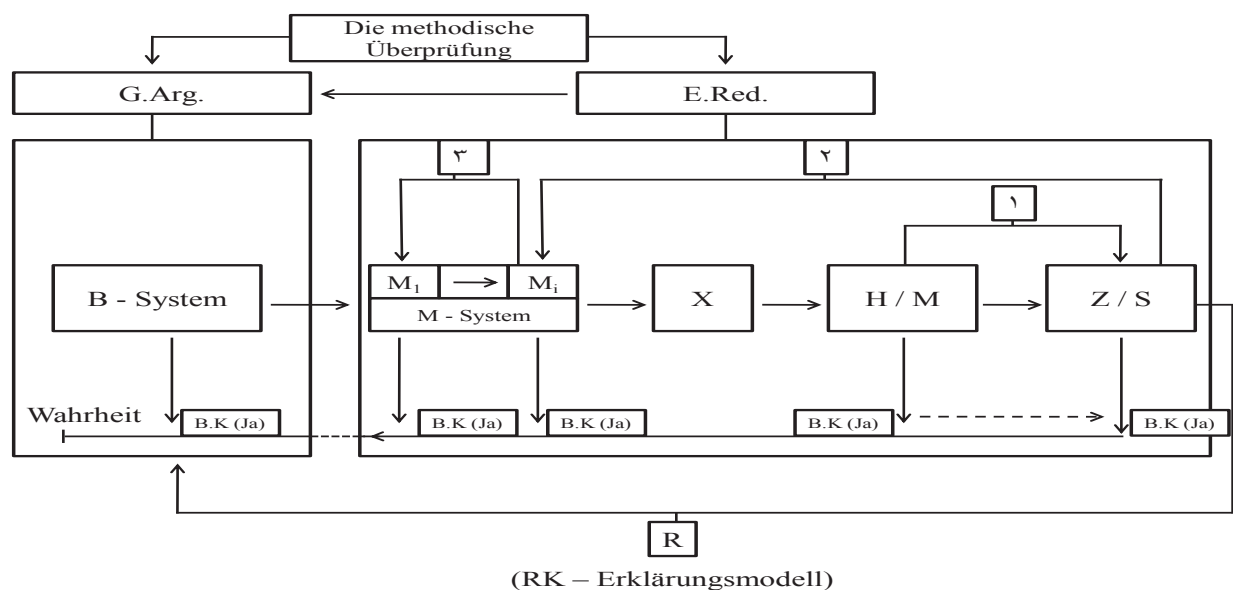 Die methodische
Überprüfung
G.Arg.
E.Red.
٣
٢
١
B - System
M1
Mi
M - System
X
H / M
Z / S
Wahrheit
B.K (Ja)
B.K (Ja)
B.K (Ja)
B.K (Ja)
B.K (Ja)
R
(RK – Erklärungsmodell)